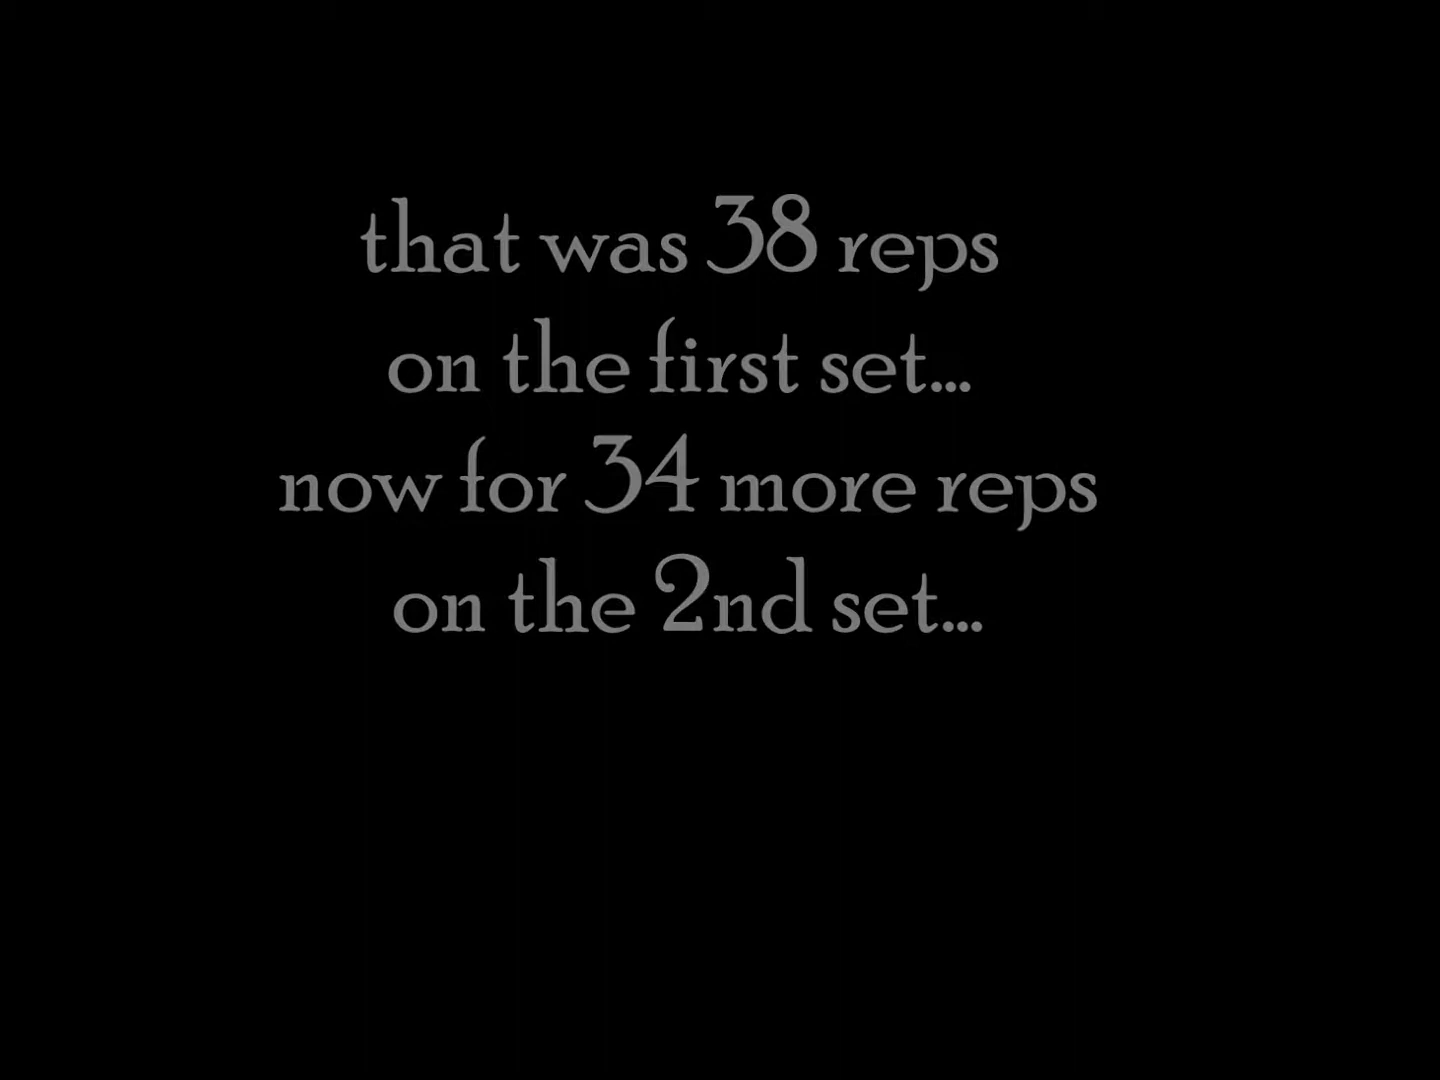 that was 38 reps
on the first set...
now for 34 more reps
on the 2nd set...